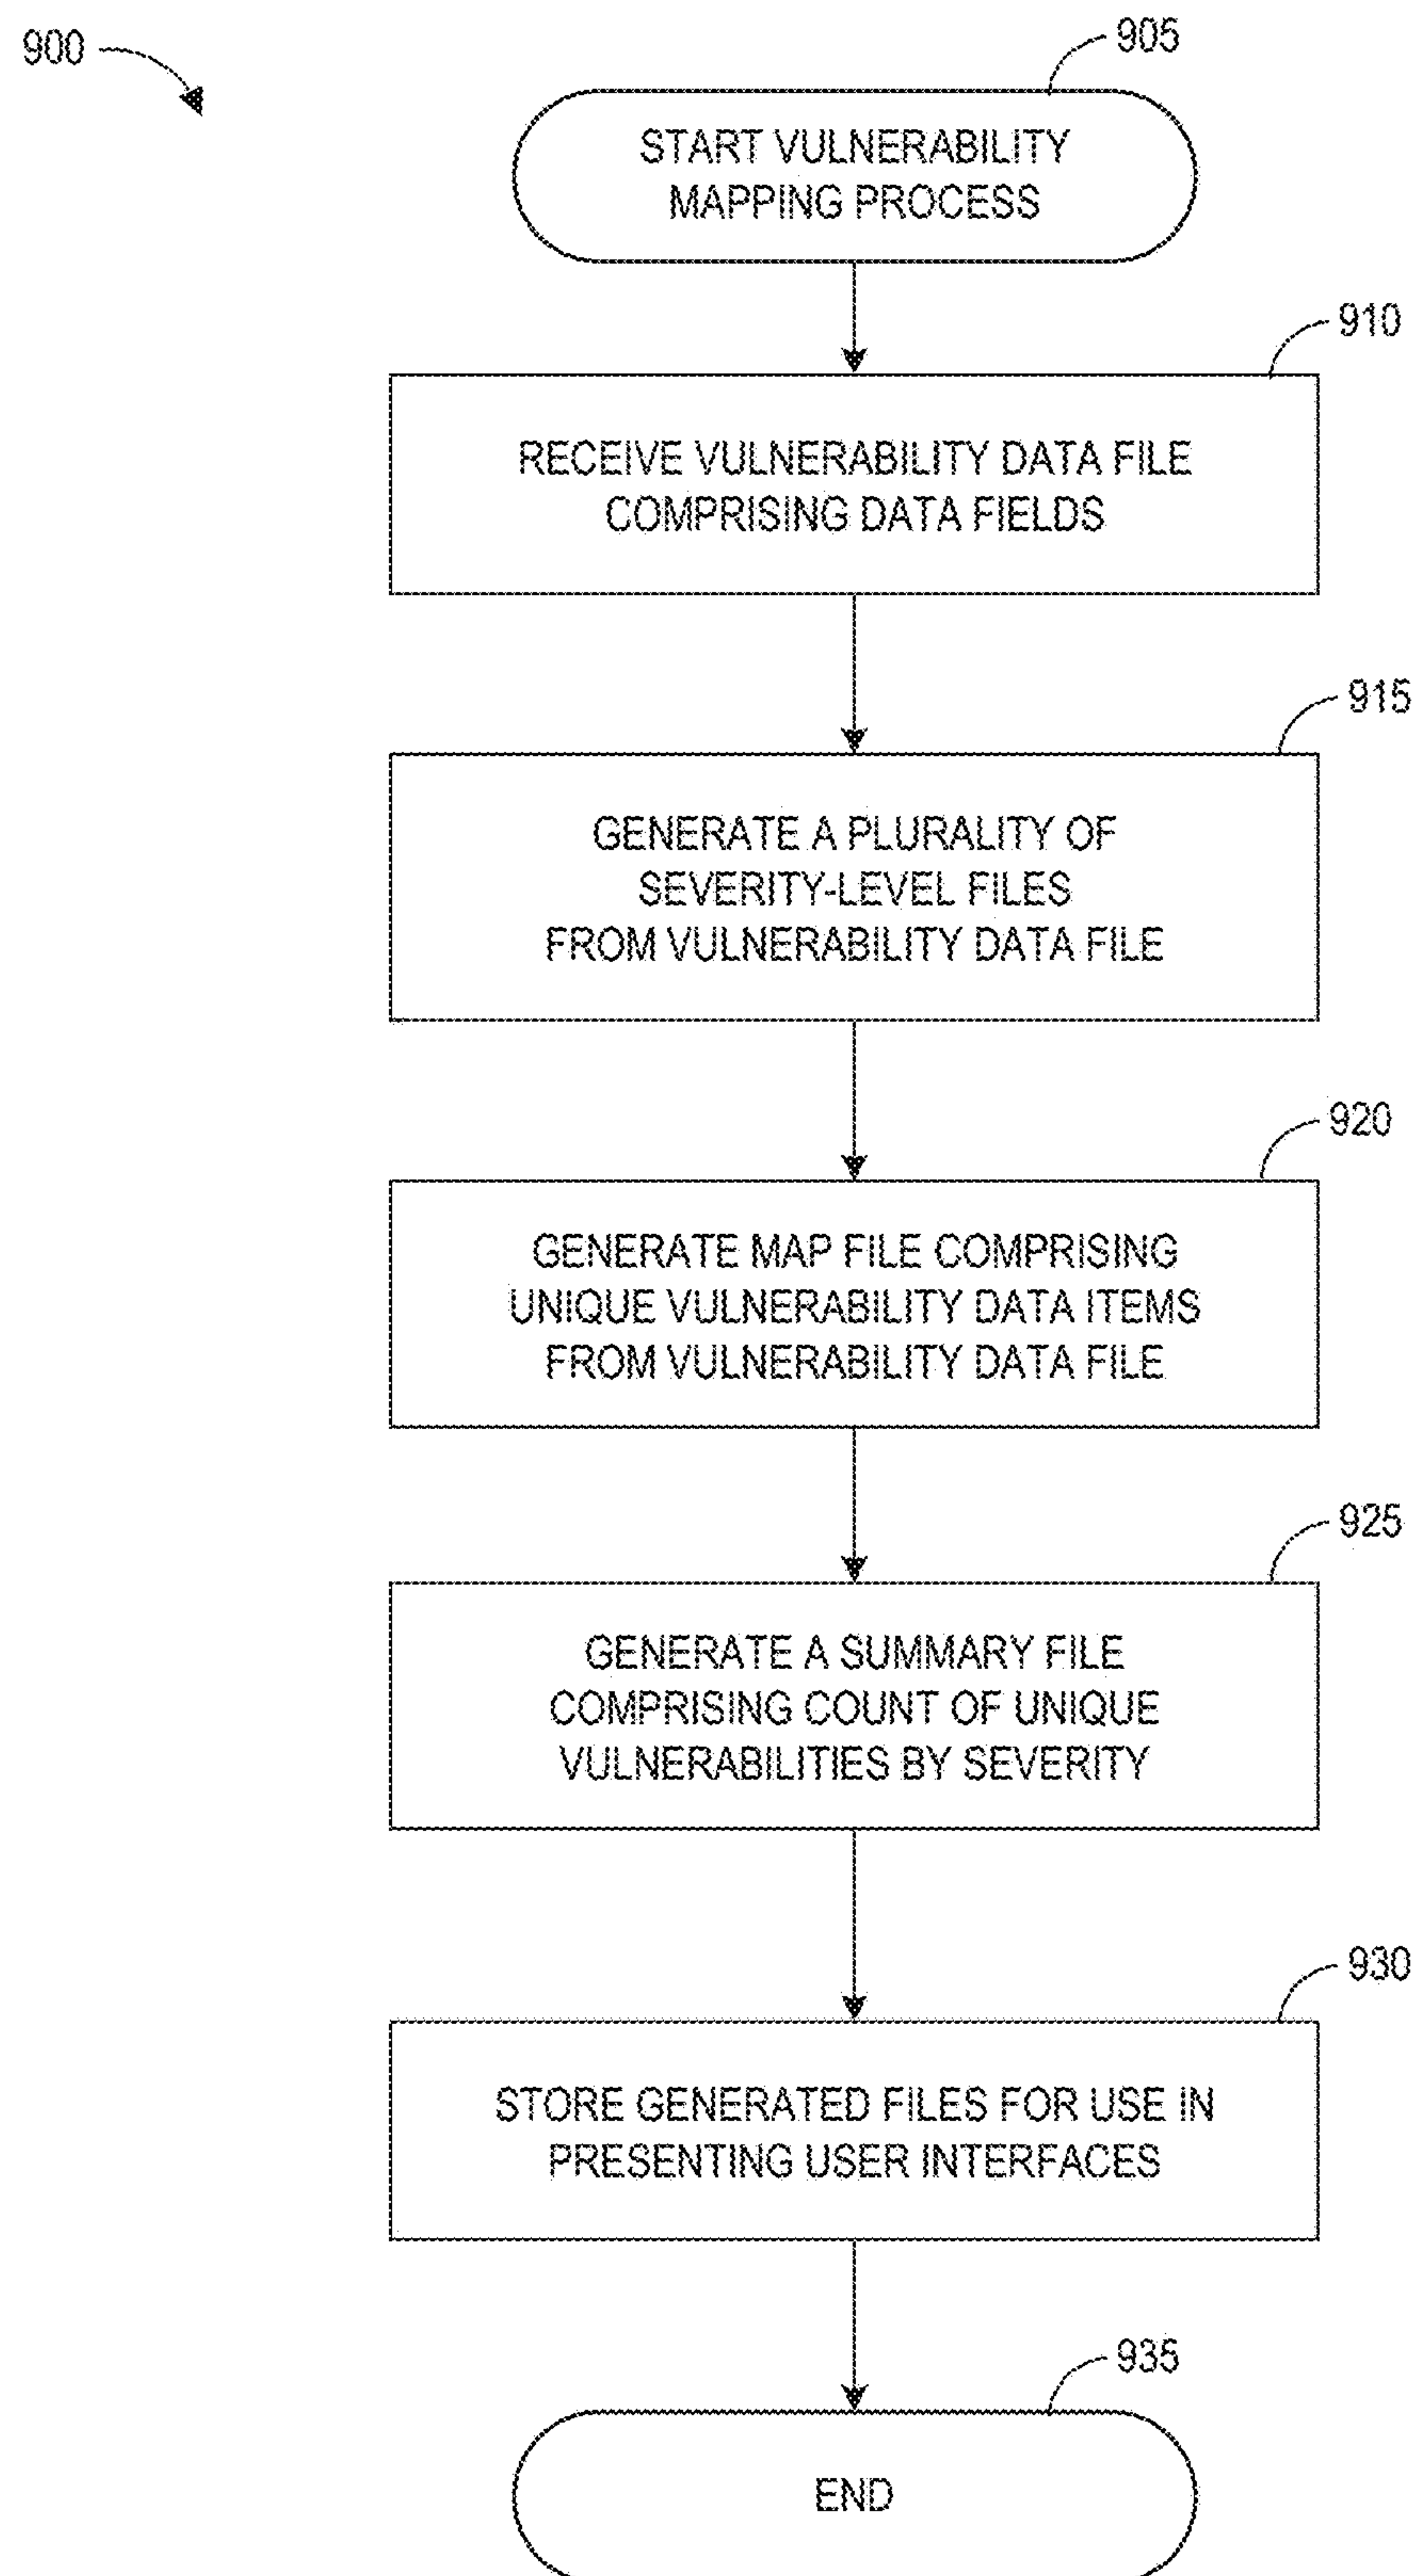 900
905
START VULNERABILITY
MAPPING PROCESS
910
RECEIVE VULNERABILITY DATA FILE
COMPRISING DATA FIELDS
915
GENERATE A PLURALITY OF
SEVERITY-LEVEL FILES
FROM VULNERABILITY DATA FILE
920
GENERATE MAP FILE COMPRISING
UNIQUE VULNERABILITY DATA ITEMS
FROM VULNERABILITY DATA FILE
925
GENERATE A SUMMARY FILE
COMPRISING COUNT OF UNIQUE
VULNERABILITIES BY SEVERITY
930
STORE GENERATED FILES FOR USE IN
PRESENTING USER INTERFACES
935
END